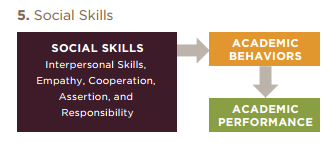 5. Social Skills
SOCIAL SKILLS
Interpersonal Skills,
Empathy, Cooperation,
Assertion, and
Responsibility
ACADEMIC
BEHAVIORS
ACADEMIC
PERFORMANCE